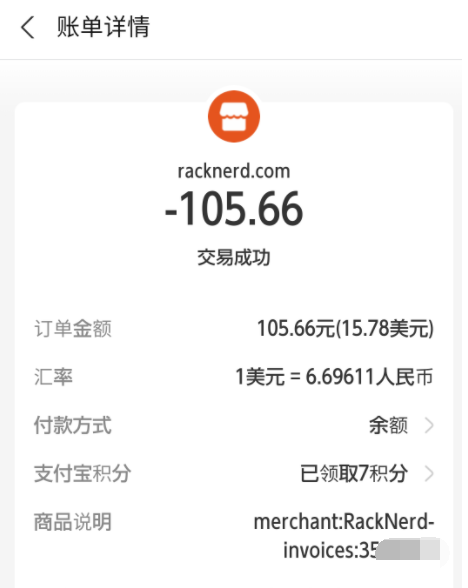 账单详情
racknerd.com
-105.66
交易成功
订单金额 105.66元(15.78美元)
汇率 1美元 = 6.69611人民币
付款方式 余额
支付宝积分 已领取7积分
商品说明 merchant:RackNerd-
invoices:35